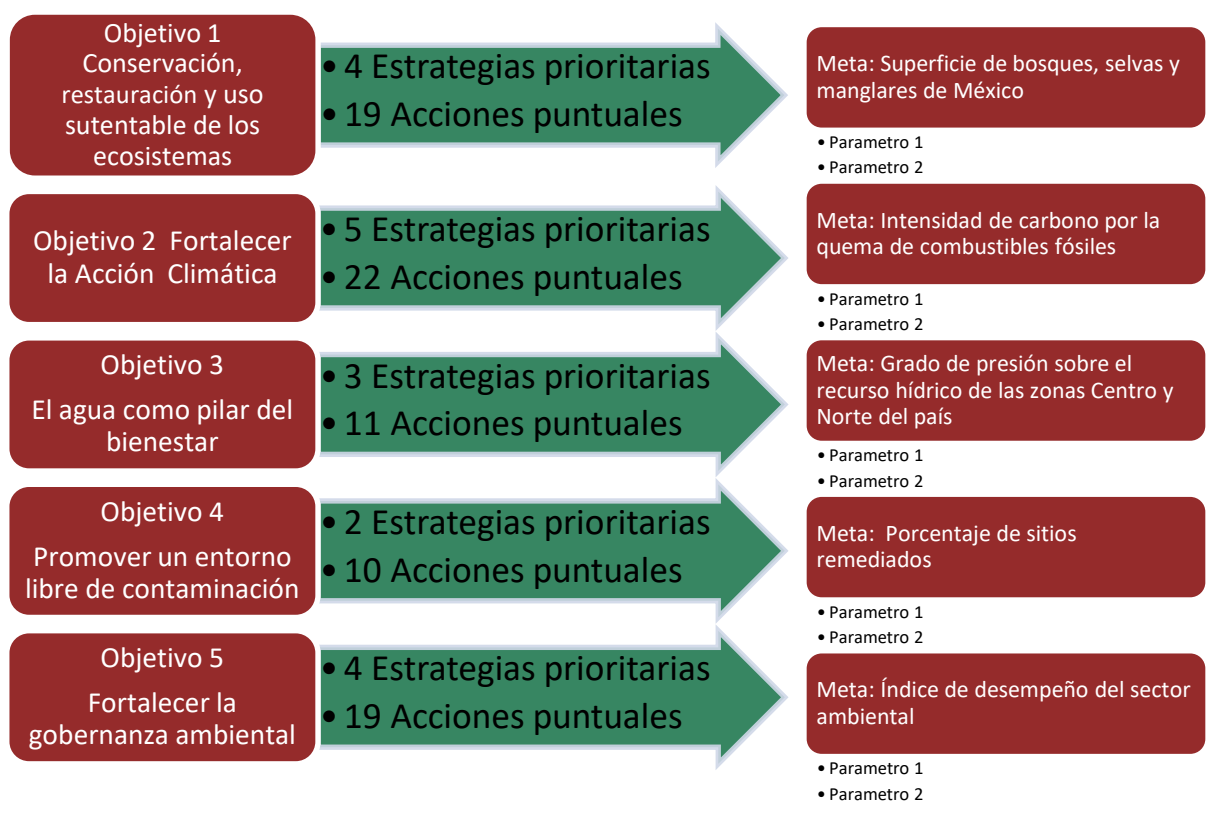 Objetivo 1
Conservación,
restauración y uso
sutentable de los
ecosistemas
• 4 Estrategias prioritarias
• 19 Acciones puntuales
Meta: Superficie de bosques, selvas y
manglares de México
• Parametro 1
• Parametro 2
Objetivo 2 Fortalecer
la Acción Climática
• 5 Estrategias prioritarias
• 22 Acciones puntuales
Meta: Intensidad de carbono por la
quema de combustibles fósiles
• Parametro 1
• Parametro 2
Objetivo 3
El agua como pilar del
bienestar
• 3 Estrategias prioritarias
• 11 Acciones puntuales
Meta: Grado de presión sobre el
recurso hídrico de las zonas Centro y
Norte del país
• Parametro 1
• Parametro 2
Objetivo 4
Promover un entorno
libre de contaminación
• 2 Estrategias prioritarias
• 10 Acciones puntuales
Meta: Porcentaje de sitios
remediados
• Parametro 1
• Parametro 2
Objetivo 5
Fortalecer la
gobernanza ambiental
• 4 Estrategias prioritarias
• 19 Acciones puntuales
Meta: Índice de desempeño del sector
ambiental
• Parametro 1
• Parametro 2